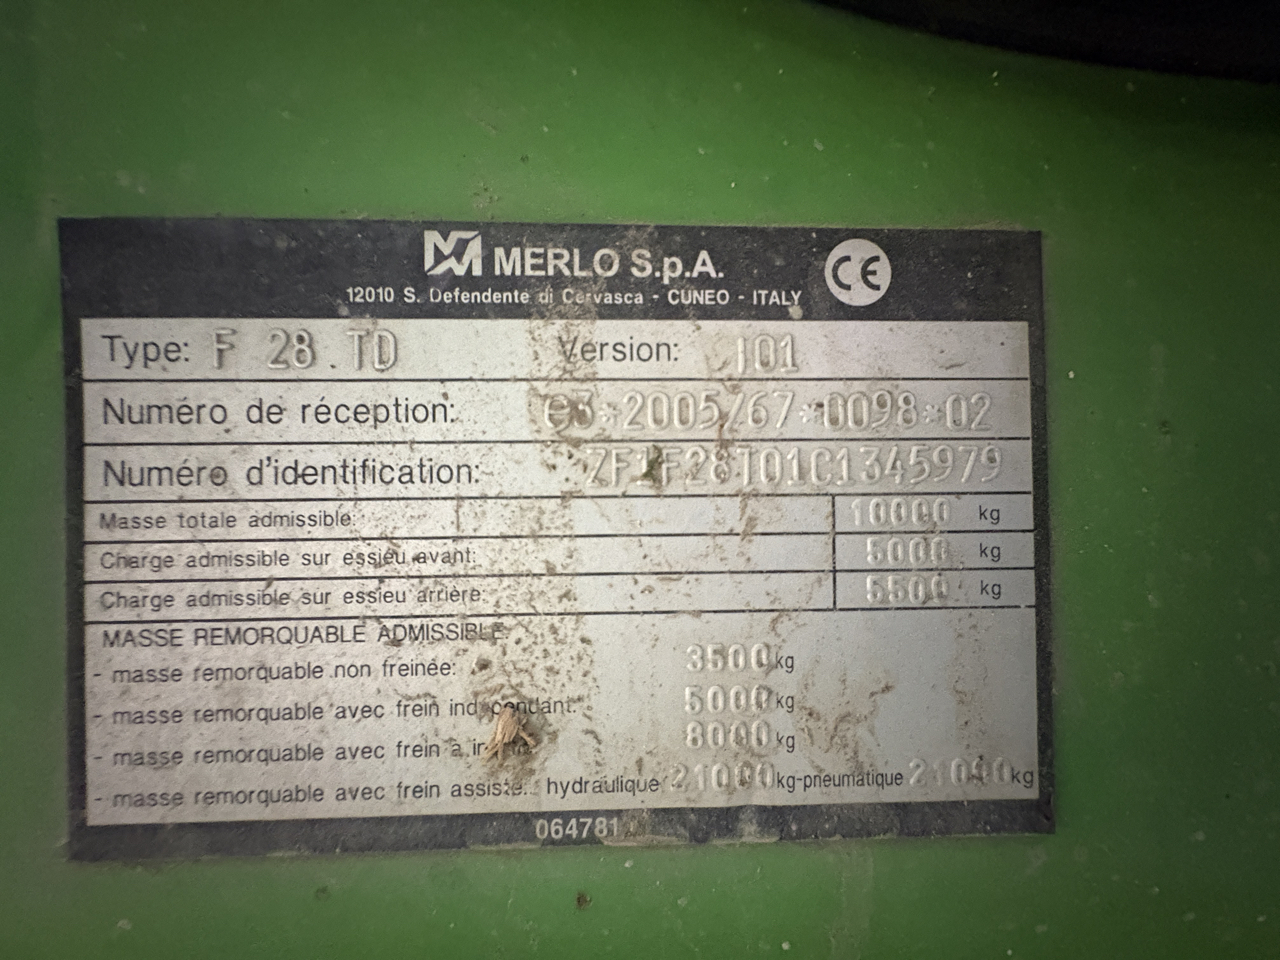 MERLO S.p.A.
CE
12010 S. Defendente di Cervasca - CUNEO - ITALY
Type: F 28 .TD Version: J01
Numéro de réception: e3*2005/67*0098*02
Numéro d'identification: ZF1F28J01C1345979
Masse totale admissible: 10000 kg
Charge admissible sur essieu avant: 5000 kg
Charge admissible sur essieu arrière: 5500 kg
MASSE REMORQUABLE ADMISSIBLE:
- masse remorquable non freinée: 3500 kg
- masse remorquable avec frein indépendant: 5000 kg
- masse remorquable avec frein à 8000 kg
- masse remorquable avec frein assisté: hydraulique 21000 kg-pneumatique 21000 kg
064781